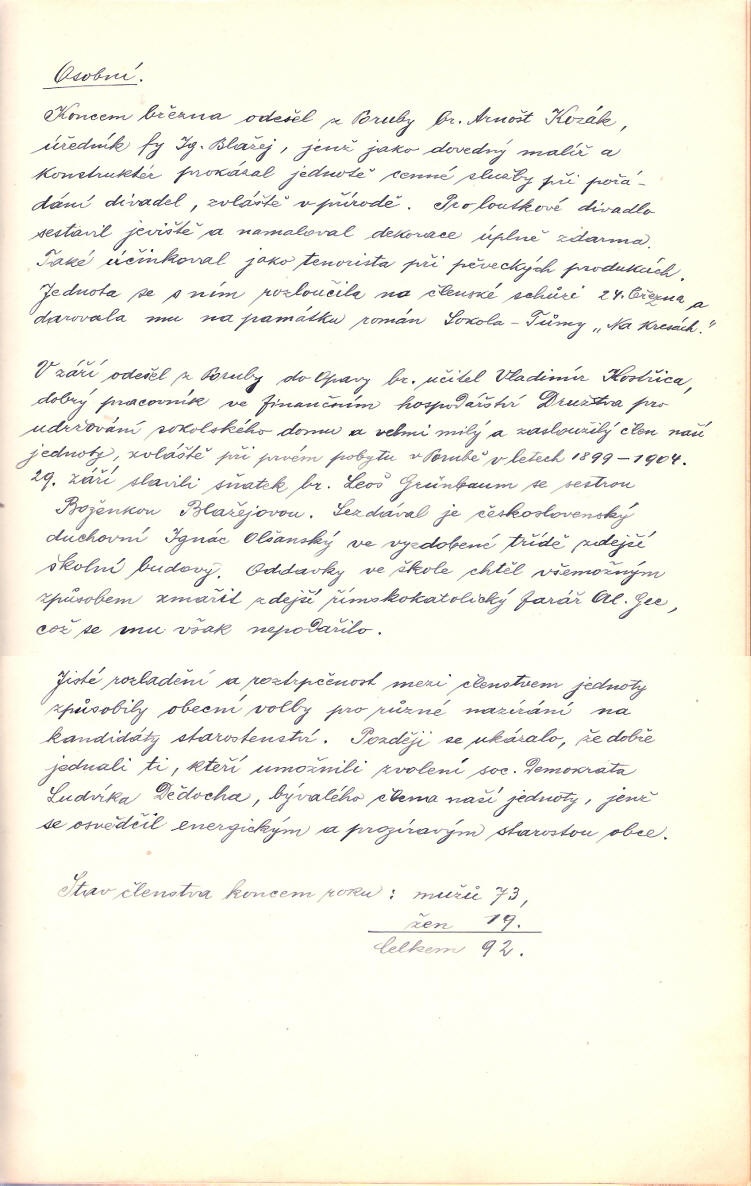 Osobní.
Koncem března odešel z Poruby br. Arnošt Kozák,
úředník fy Ig. Blažej, jenž jako dovedný malíř a
konstruktér prokázal jednotě cenné služby při pořá-
dání divadel, zvláště v přírodě. Pro loutkové divadlo
sestavil jeviště a namaloval dekorace úplně zdarma.
Také účinkoval jako tenorista při pěveckých produkcích.
Jednota se s ním rozloučila na členské schůzi 24. března a
darovala mu na památku román Sokola-Tůmy „Na kresách."
V září odešel z Poruby do Opavy br. učitel Vladimír Kostřica,
dobrý pracovník ve finančním hospodářství Družstva pro
udržování sokolského domu a velmi milý a zasloužilý člen naší
jednoty, zvláště při prvém pobytu v Porubě v letech 1899-1904.
29. září slavili sňatek br. Leoš Grünbaum se sestrou
Boženkou Blažejovou. Sezdával je československý
duchovní Ignác Olšanský ve vyzdobené třídě zdejší
školní budovy. Oddavky ve škole chtěl všemožným
způsobem zmařit zdejší římskokatolický farář Al. Gec,
což se mu však nepodařilo.
Jisté rozladění a roztrpčenost mezi členstvem jednoty
způsobily obecní volby pro různé nazírání na
kandidáty starostenství. Později se ukázalo, že dobře
jednali ti, kteří umožnili zvolení soc. demokrata
Ludvíka Dědocha, bývalého člena naší jednoty, jenž
se osvědčil energickým a prozíravým starostou obce.
Stav členstva koncem roku: mužů 73,
žen 19.
Celkem 92.